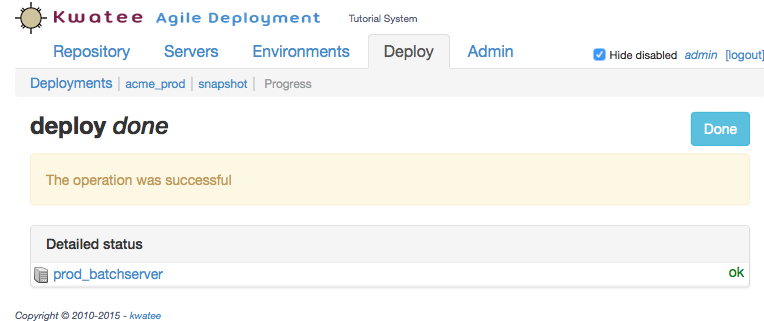 Kwatee Agile Deployment Tutorial System
Repository Servers Environments Deploy Admin Hide disabled admin [logout]
Deployments | acme_prod | snapshot | Progress
deploy done Done
The operation was successful
Detailed status
prod_batchserver ok
Copyright © 2010-2015 - kwatee